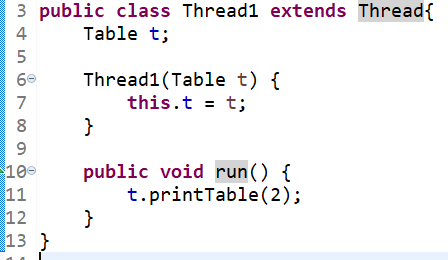 3 public class Thread1 extends Thread{
4     Table t;
5
6     Thread1(Table t) {
7         this.t = t;
8     }
9
10     public void run() {
11         t.printTable(2);
12     }
13 }